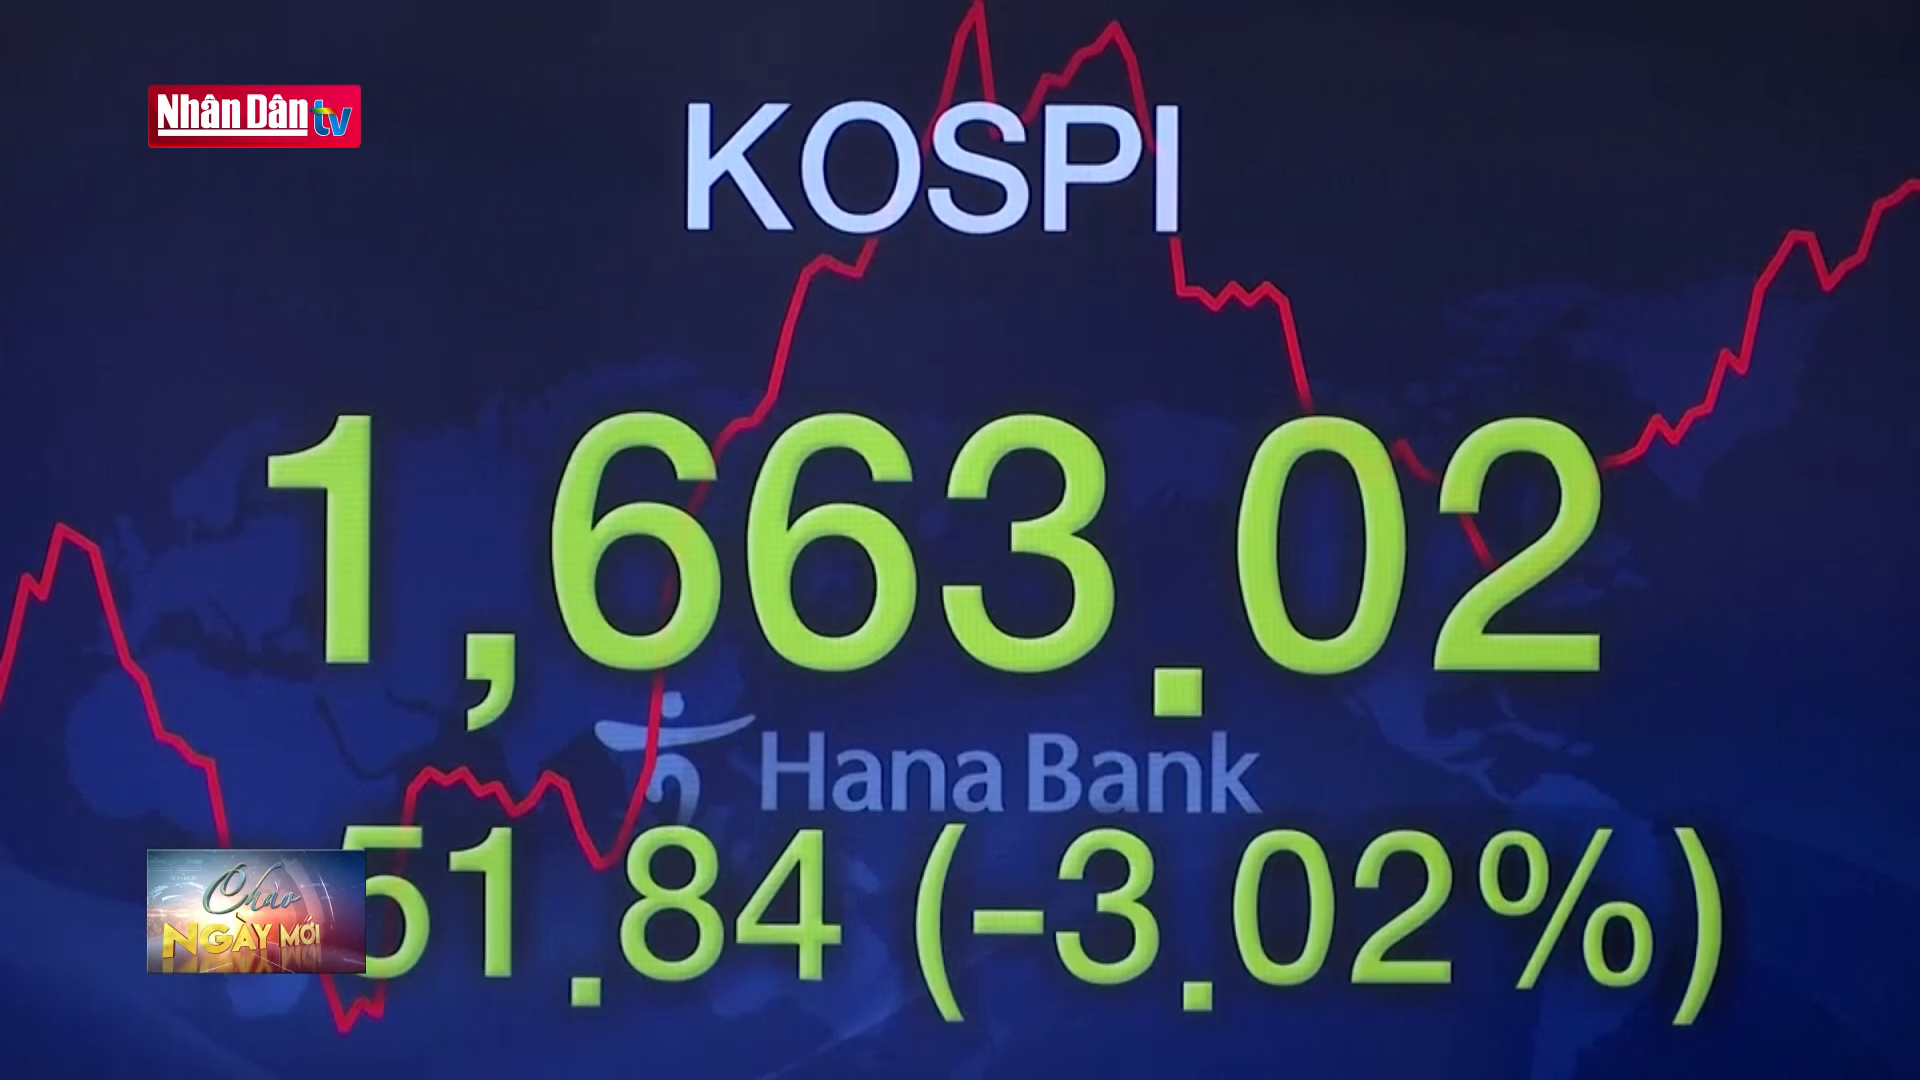 Nhân Dân tv
KOSPI
1,663.02
Hana Bank
51.84 (-3.02%)
Chào
NGÀY MỚI